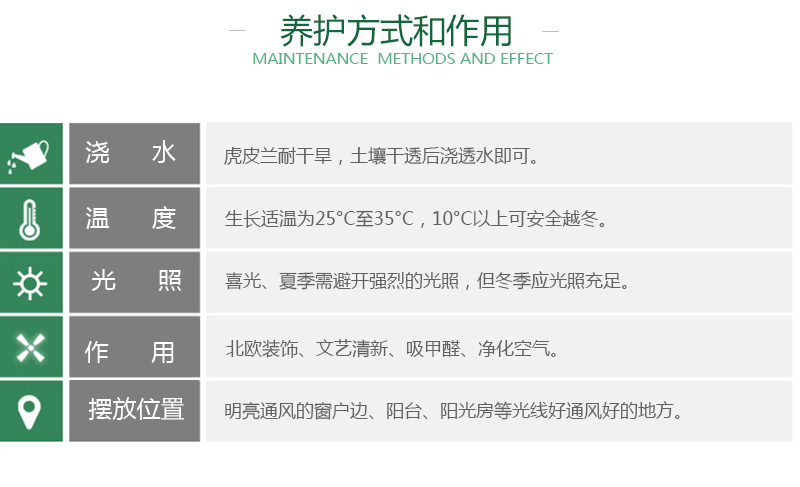 养护方式和作用
MAINTENANCE METHODS AND EFFECT
浇 水
虎皮兰耐干旱，土壤干透后浇透水即可。
温 度
生长适温为25°C至35°C，10°C以上可安全越冬。
光 照
喜光、夏季需避开强烈的光照，但冬季应光照充足。
作 用
北欧装饰、文艺清新、吸甲醛、净化空气。
摆放位置
明亮通风的窗户边、阳台、阳光房等光线好通风好的地方。